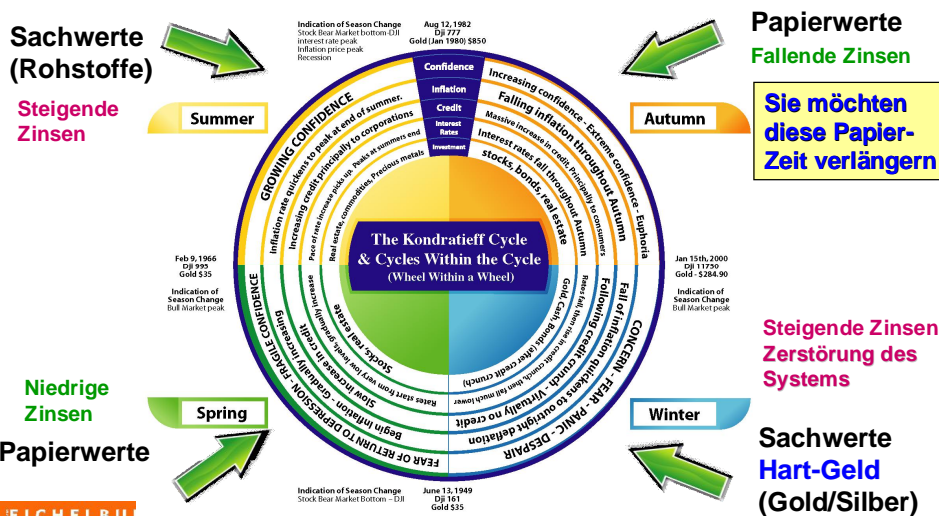 Sachwerte
(Rohstoffe)
Steigende
Zinsen
Indication of Season Change
Stock Bear Market bottom-DJI
interest rate peak
Inflation price peak
Recession
Aug 12, 1982
Dji 777
Gold (Jan 1980) $850
Papierwerte
Fallende Zinsen
Sie möchten
diese Papier-
Zeit verlängern
Summer
Autumn
Confidence
Inflation
Credit
Interest
Rates
Investment
GROWING CONFIDENCE
Inflation rate quickens to peak at end of summer.
Increasing credit principally to corporations
Pace of rate increase picks up. Peaks at summers end
Real estate, commodities, Precious metals
Increasing confidence - Extreme confidence - Euphoria
Falling inflation throughout Autumn
Massive increase in credit. Principally to consumers
Interest rates fall throughout Autumn
stocks, bonds, real estate
The Kondratieff Cycle
& Cycles Within the Cycle
(Wheel Within a Wheel)
Feb 9, 1966
Dji 995
Gold $35
Indication of
Season Change
Bull Market peak
Jan 15th, 2000
Dji 11750
Gold - $284.90
Indication of
Season Change
Bull Market peak
FEAR OF RETURN TO DEPRESSION - FRAGILE CONFIDENCE
Begin Inflation - Gradually increasing
Slow increase in credit
Rates start from very low levels, gradually increase
Stocks, real estate
CONCERN - FEAR - PANIC - DESPAIR
Fall of inflation quickens to outright deflation
Following credit crunch. Virtually no credit
Rates fall, then rise in credit crunch, then fall much lower
Gold, Cash, Bonds (after credit crunch)
Steigende Zinsen
Zerstörung des
Systems
Niedrige
Zinsen
Spring
Winter
Papierwerte
Sachwerte
Hart-Geld
(Gold/Silber)
Indication of Season Change
Stock Bear Market Bottom - DJI
June 13, 1949
Dji 161
Gold $35